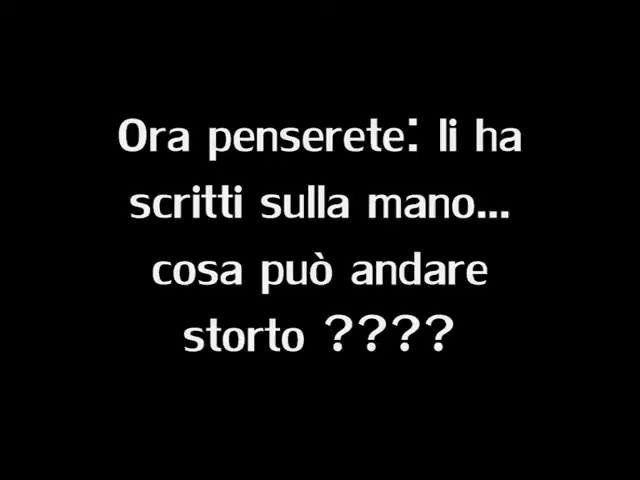 Ora penserete: li ha
scritti sulla mano...
cosa può andare
storto ????